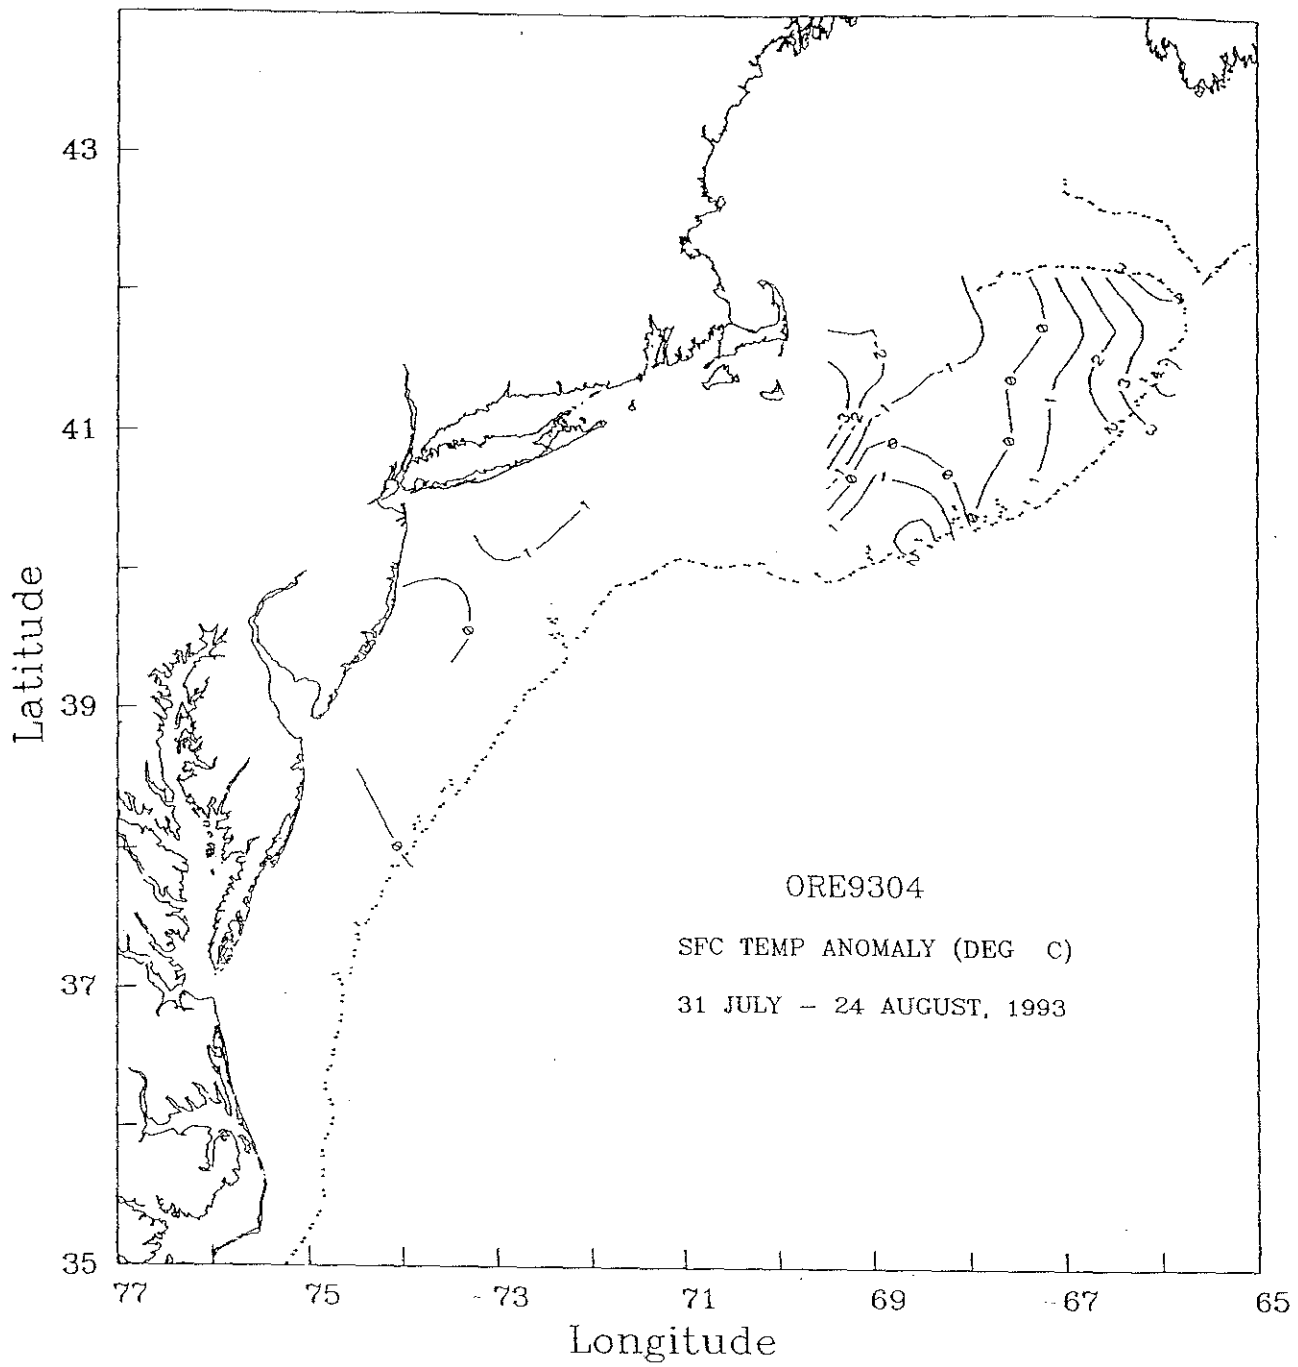 43
41
39
37
35
Latitude
ORE9304
SFC TEMP ANOMALY (DEG C)
31 JULY – 24 AUGUST, 1993
77 75 73 71 69 67 65
Longitude